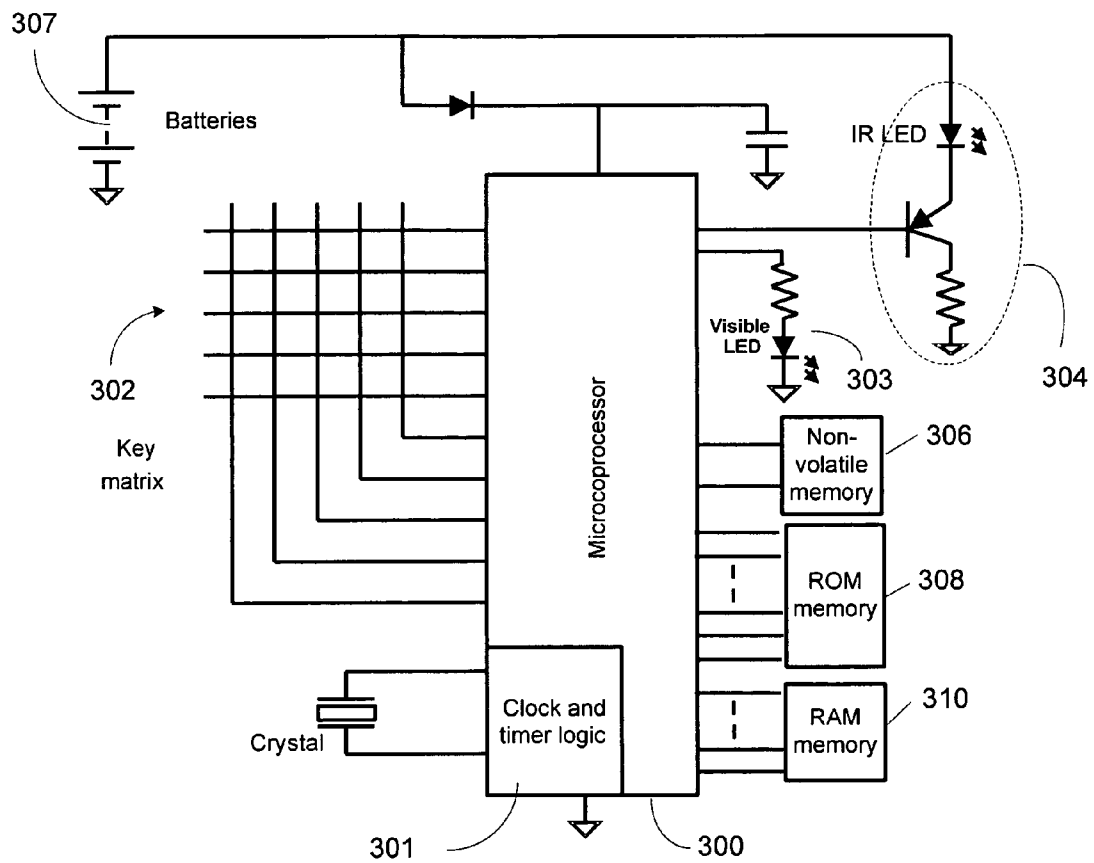 307
Batteries
IR LED
302
Key
matrix
Visible
LED
303
304
Microcoprocessor
Non-
volatile
memory
306
ROM
memory
308
RAM
memory
310
Crystal
Clock and
timer logic
301
300